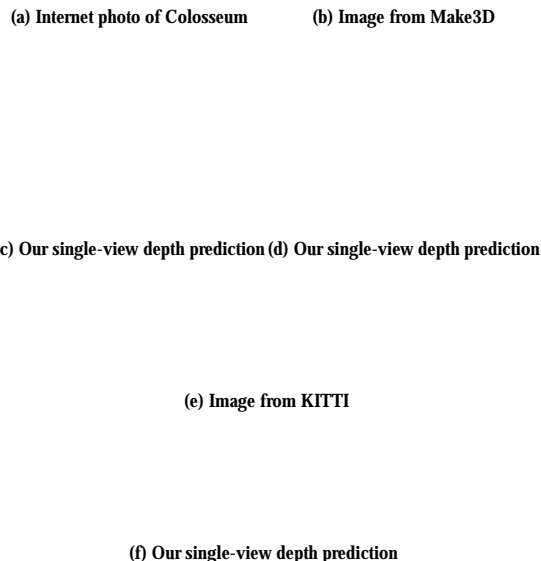 (a) Internet photo of Colosseum (b) Image from Make3D
c) Our single-view depth prediction (d) Our single-view depth prediction
(e) Image from KITTI
(f) Our single-view depth prediction